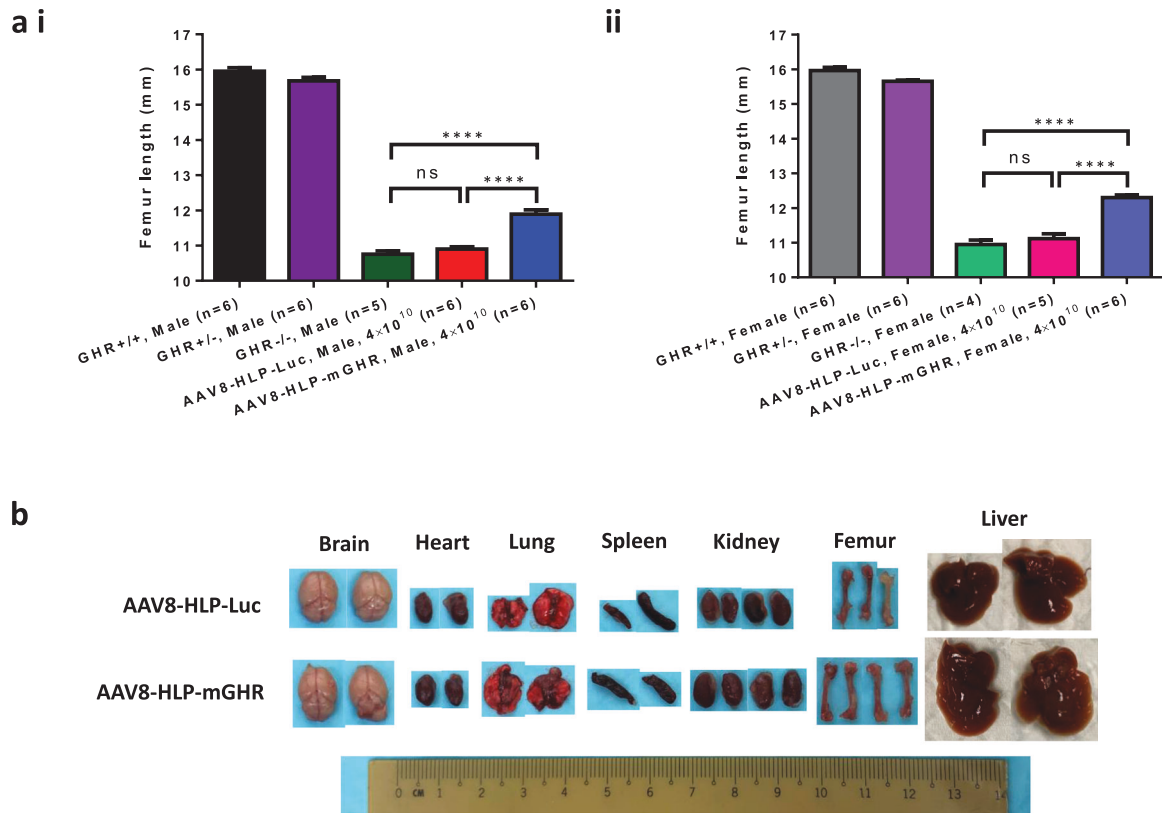 a i
Femur length (mm)
17
16
15
14
13
12
11
10
****
ns
****
GHR+/+, Male (n=6)
GHR+/-, Male (n=6)
GHR-/-, Male (n=5)
AAV8-HLP-Luc, Male, 4×10¹⁰ (n=6)
AAV8-HLP-mGHR, Male, 4×10¹⁰ (n=6)
ii
Femur length (mm)
17
16
15
14
13
12
11
10
****
ns
****
GHR+/+, Female (n=6)
GHR+/-, Female (n=6)
GHR-/-, Female (n=4)
AAV8-HLP-Luc, Female, 4×10¹⁰ (n=5)
AAV8-HLP-mGHR, Female, 4×10¹⁰ (n=6)
b
Brain Heart Lung Spleen Kidney Femur Liver
AAV8-HLP-Luc
AAV8-HLP-mGHR
0 CM 1 2 3 4 5 6 7 8 9 10 11 12 13 14